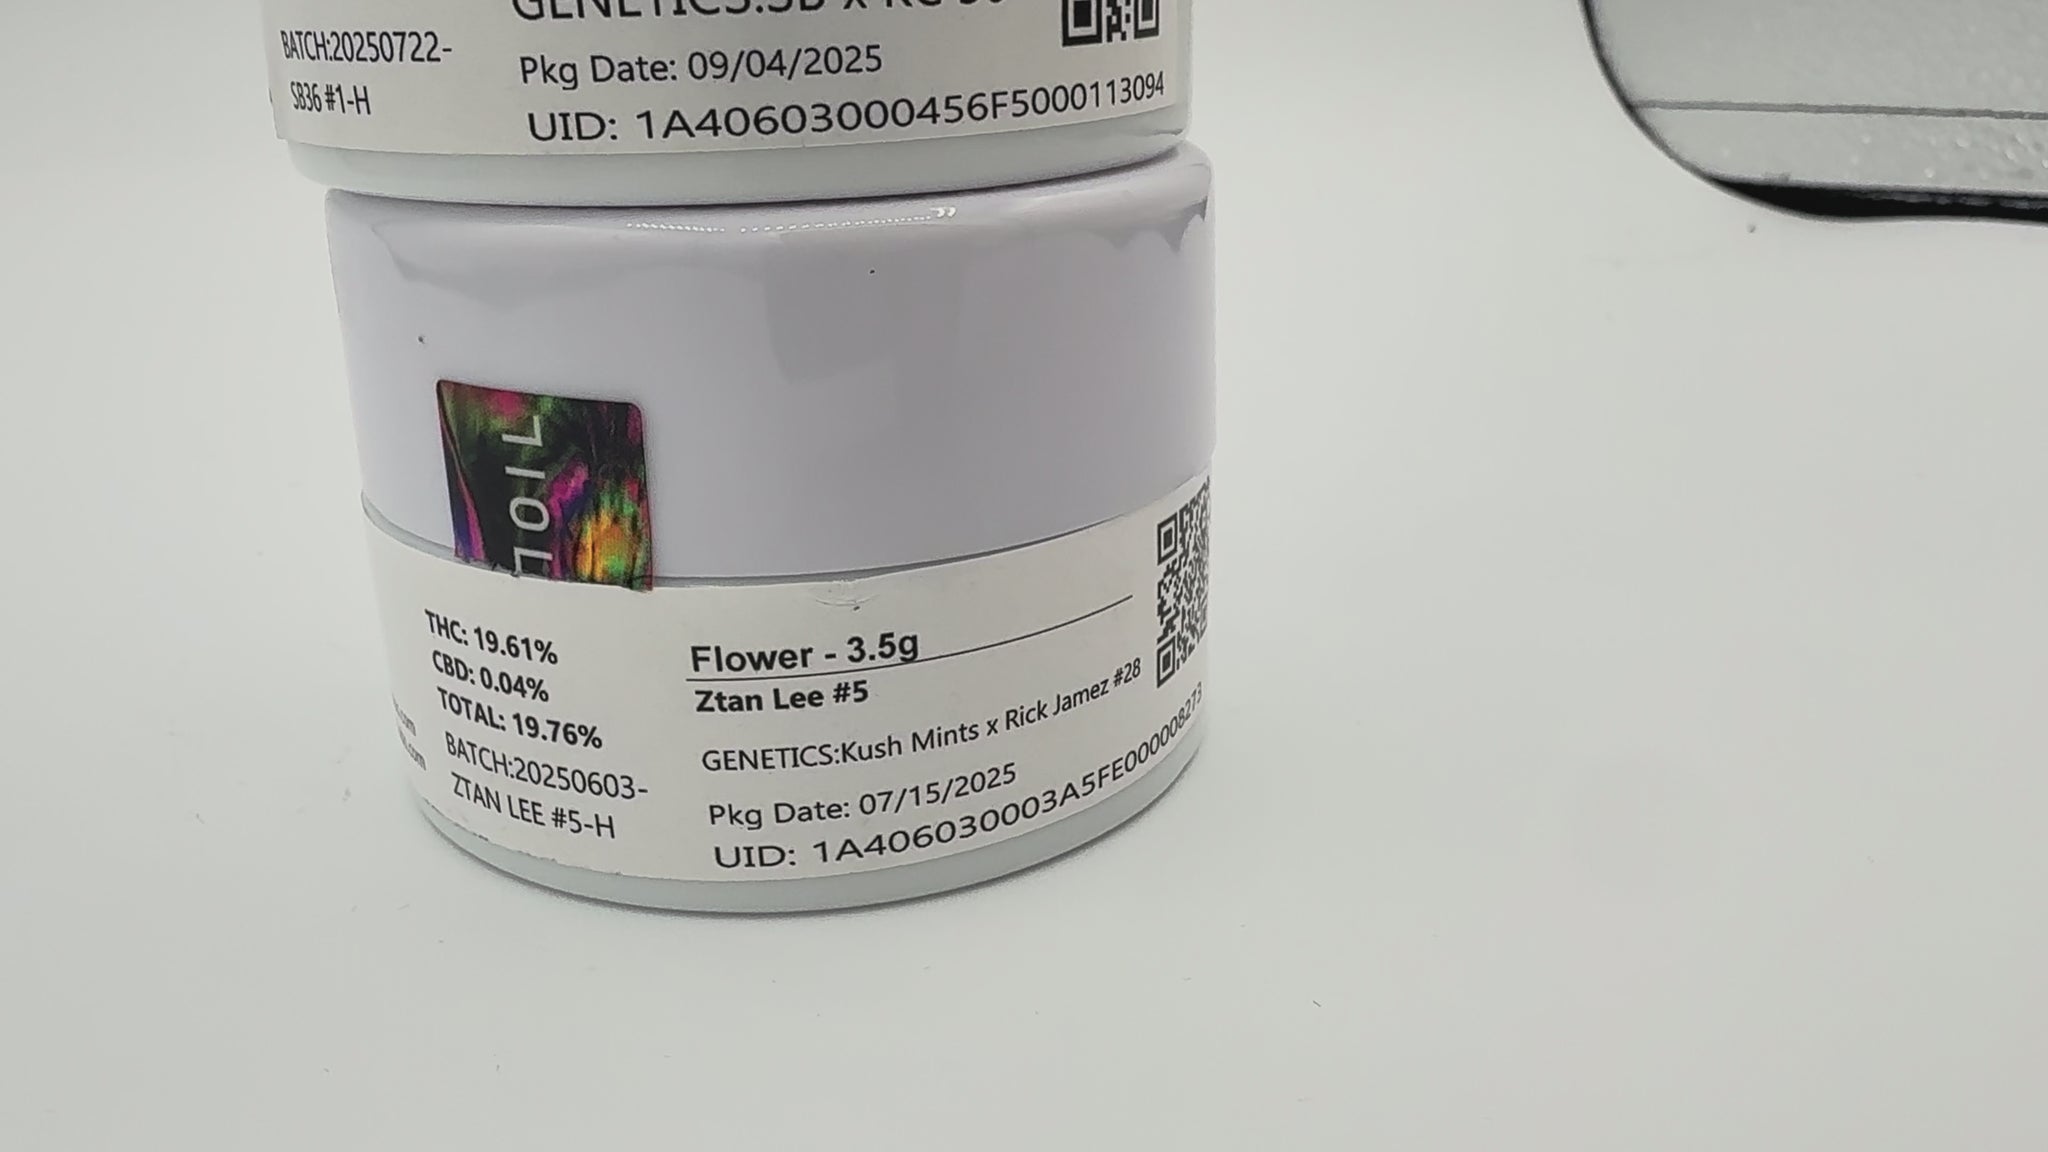 BATCH:20250722-
SB36 #1-H
Pkg Date: 09/04/2025
UID: 1A40603000456F5000113094
THC: 19.61%
CBD: 0.04%
TOTAL: 19.76%
BATCH:20250603-
ZTAN LEE #5-H
Flower - 3.5g
Ztan Lee #5
GENETICS:Kush Mints x Rick Jamez #28
Pkg Date: 07/15/2025
UID: 1A406030003A5FE000008273